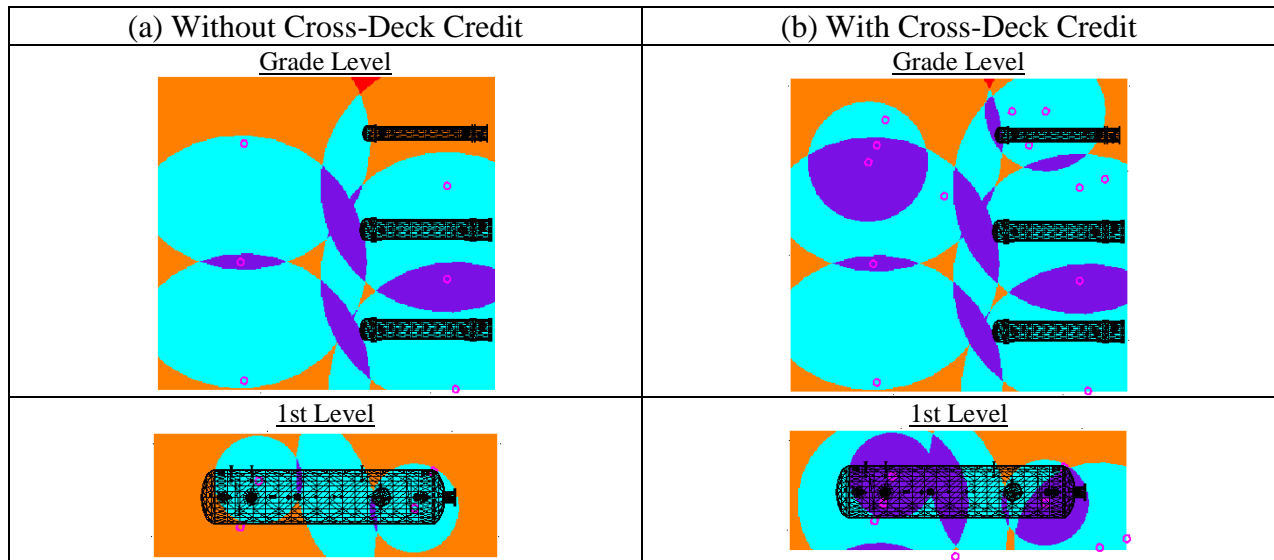 (a) Without Cross-Deck Credit
(b) With Cross-Deck Credit
Grade Level
Grade Level
1st Level
1st Level